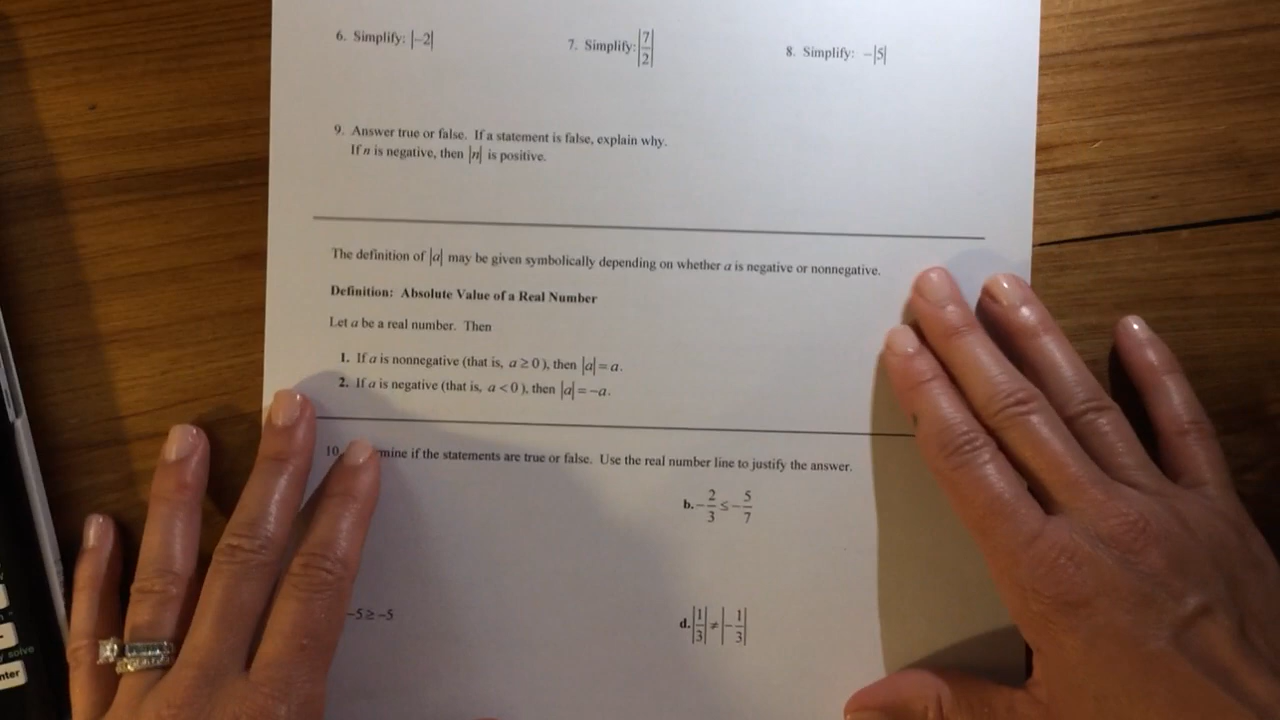 6. Simplify: |−2|
7. Simplify: |7/2|
8. Simplify: −|5|
9. Answer true or false. If a statement is false, explain why.
If n is negative, then |n| is positive.
The definition of |a| may be given symbolically depending on whether a is negative or nonnegative.
Definition: Absolute Value of a Real Number
Let a be a real number. Then
1. If a is nonnegative (that is, a ≥ 0), then |a| = a.
2. If a is negative (that is, a < 0), then |a| = −a.
10. mine if the statements are true or false. Use the real number line to justify the answer.
b. −2/3 ≤ −5/7
−5 ≥ −5
d. |1/3| ≠ |−1/3|
solve